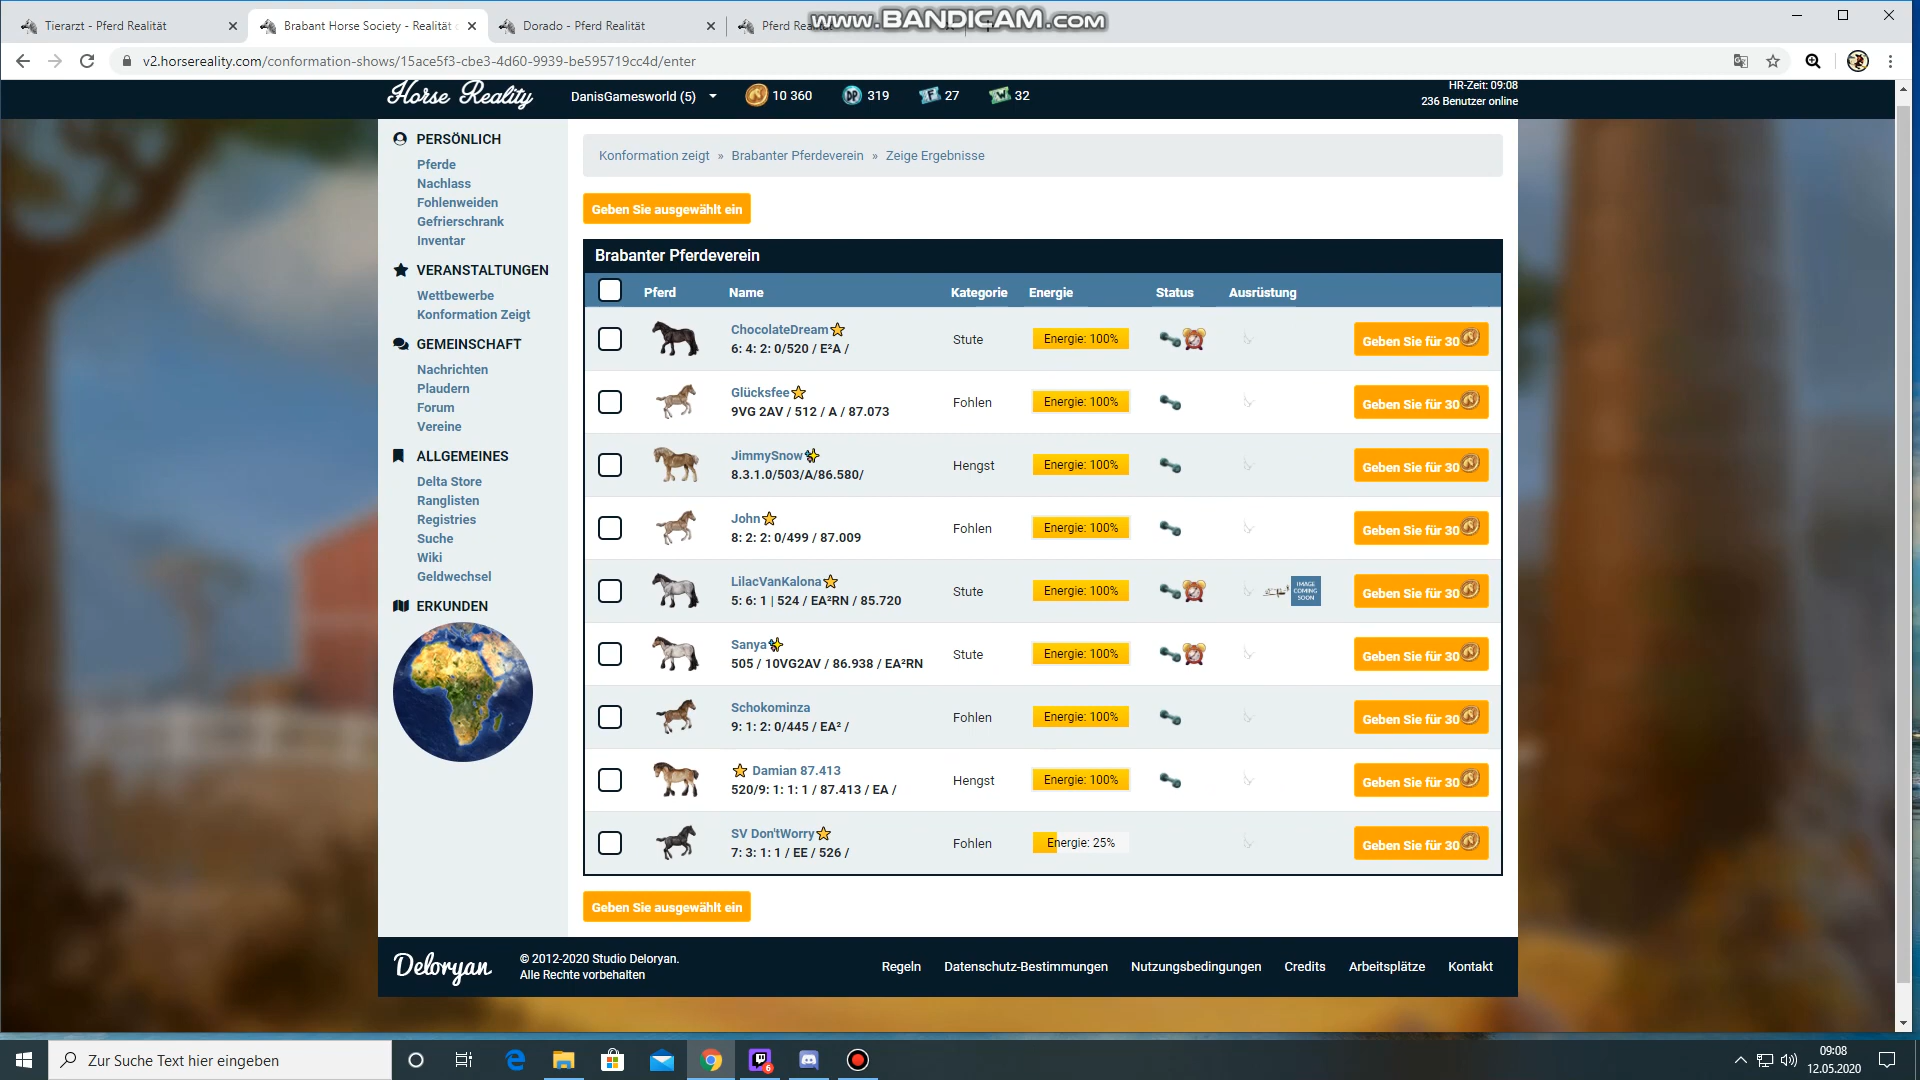 Tierarzt - Pferd Realität
Brabant Horse Society - Realität
Dorado - Pferd Realität
Pferd Rea
WWW.BANDICAM.COM
v2.horsereality.com/conformation-shows/15ace5f3-cbe3-4d60-9939-be595719cc4d/enter
Horse Reality
DanisGamesworld (5)
10 360
DP 319
F 27
W 32
HR-Zeit: 09:08
236 Benutzer online
PERSÖNLICH
Pferde
Nachlass
Fohlenweiden
Gefrierschrank
Inventar
VERANSTALTUNGEN
Wettbewerbe
Konformation Zeigt
GEMEINSCHAFT
Nachrichten
Plaudern
Forum
Vereine
ALLGEMEINES
Delta Store
Ranglisten
Registries
Suche
Wiki
Geldwechsel
ERKUNDEN
Konformation zeigt » Brabanter Pferdeverein » Zeige Ergebnisse
Geben Sie ausgewählt ein
Brabanter Pferdeverein
Pferd Name Kategorie Energie Status Ausrüstung
ChocolateDream
6: 4: 2: 0/520 / E²A /
Stute Energie: 100% Geben Sie für 30
Glücksfee
9VG 2AV / 512 / A / 87.073
Fohlen Energie: 100% Geben Sie für 30
JimmySnow
8.3.1.0/503/A/86.580/
Hengst Energie: 100% Geben Sie für 30
John
8: 2: 2: 0/499 / 87.009
Fohlen Energie: 100% Geben Sie für 30
LilacVanKalona
5: 6: 1 | 524 / EA²RN / 85.720
Stute Energie: 100% IMAGE COMING SOON Geben Sie für 30
Sanya
505 / 10VG2AV / 86.938 / EA²RN
Stute Energie: 100% Geben Sie für 30
Schokominza
9: 1: 2: 0/445 / EA² /
Fohlen Energie: 100% Geben Sie für 30
Damian 87.413
520/9: 1: 1: 1 / 87.413 / EA /
Hengst Energie: 100% Geben Sie für 30
SV Don'tWorry
7: 3: 1: 1 / EE / 526 /
Fohlen Energie: 25% Geben Sie für 30
Geben Sie ausgewählt ein
Deloryan
© 2012-2020 Studio Deloryan.
Alle Rechte vorbehalten
Regeln Datenschutz-Bestimmungen Nutzungsbedingungen Credits Arbeitsplätze Kontakt
Zur Suche Text hier eingeben
6
09:08
12.05.2020